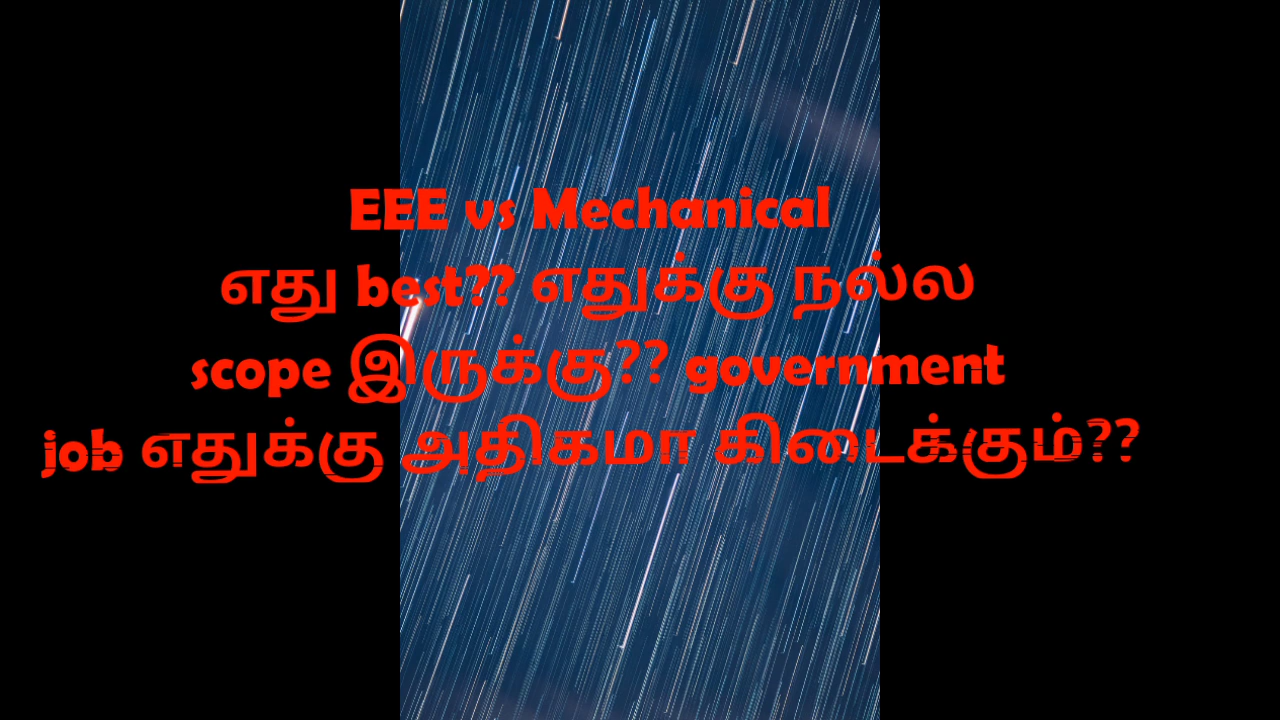 EEE vs Mechanical
எது best?? எதுக்கு நல்ல
scope இருக்கு?? government
job எதுக்கு அதிகமா கிடைக்கும்??